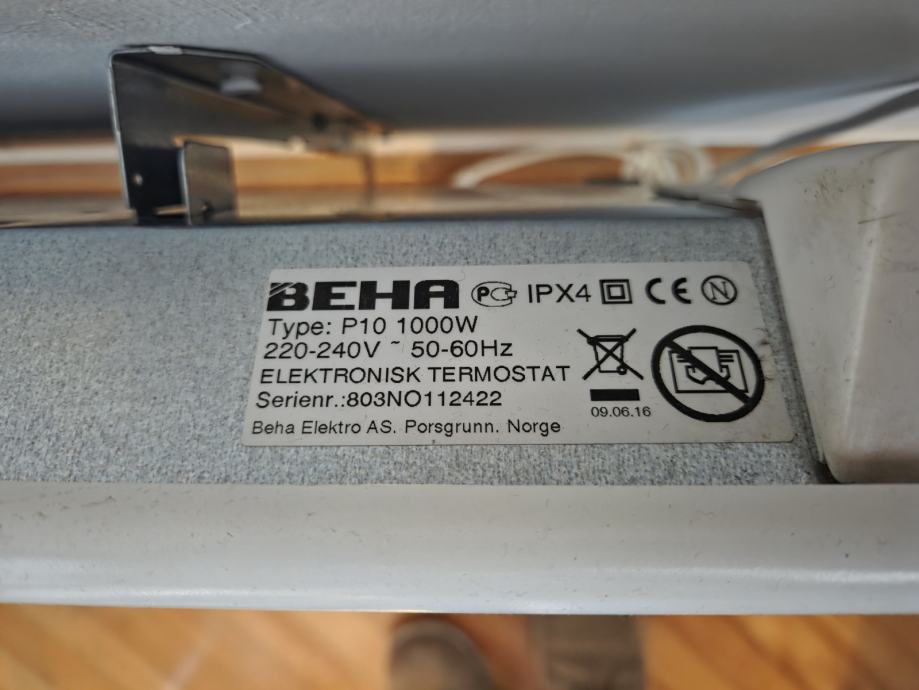 BEHA PG IPX4 CE N
Type: P10 1000W
220-240V ~ 50-60Hz
ELEKTRONISK TERMOSTAT
Serienr.:803NO112422
09.06.16
Beha Elektro AS. Porsgrunn. Norge